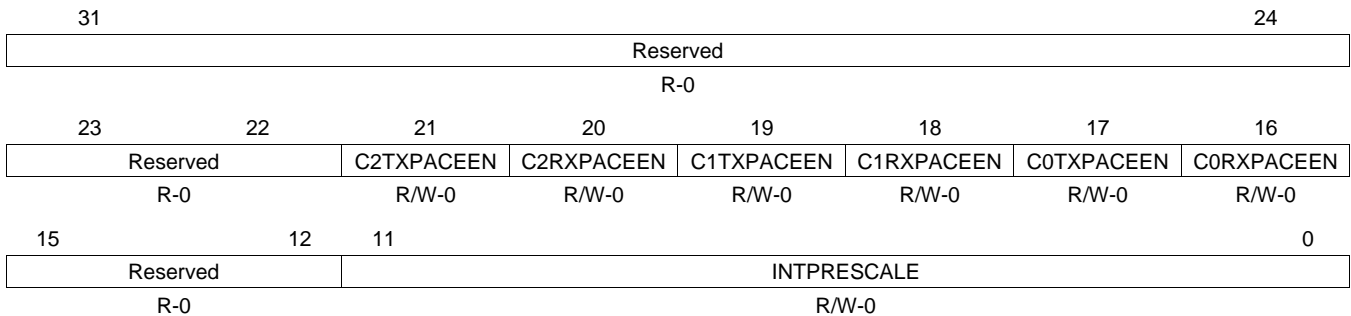 31 24
Reserved
R-0
23 22 21 20 19 18 17 16
Reserved C2TXPACEEN C2RXPACEEN C1TXPACEEN C1RXPACEEN C0TXPACEEN C0RXPACEEN
R-0 R/W-0 R/W-0 R/W-0 R/W-0 R/W-0 R/W-0
15 12 11 0
Reserved INTPRESCALE
R-0 R/W-0